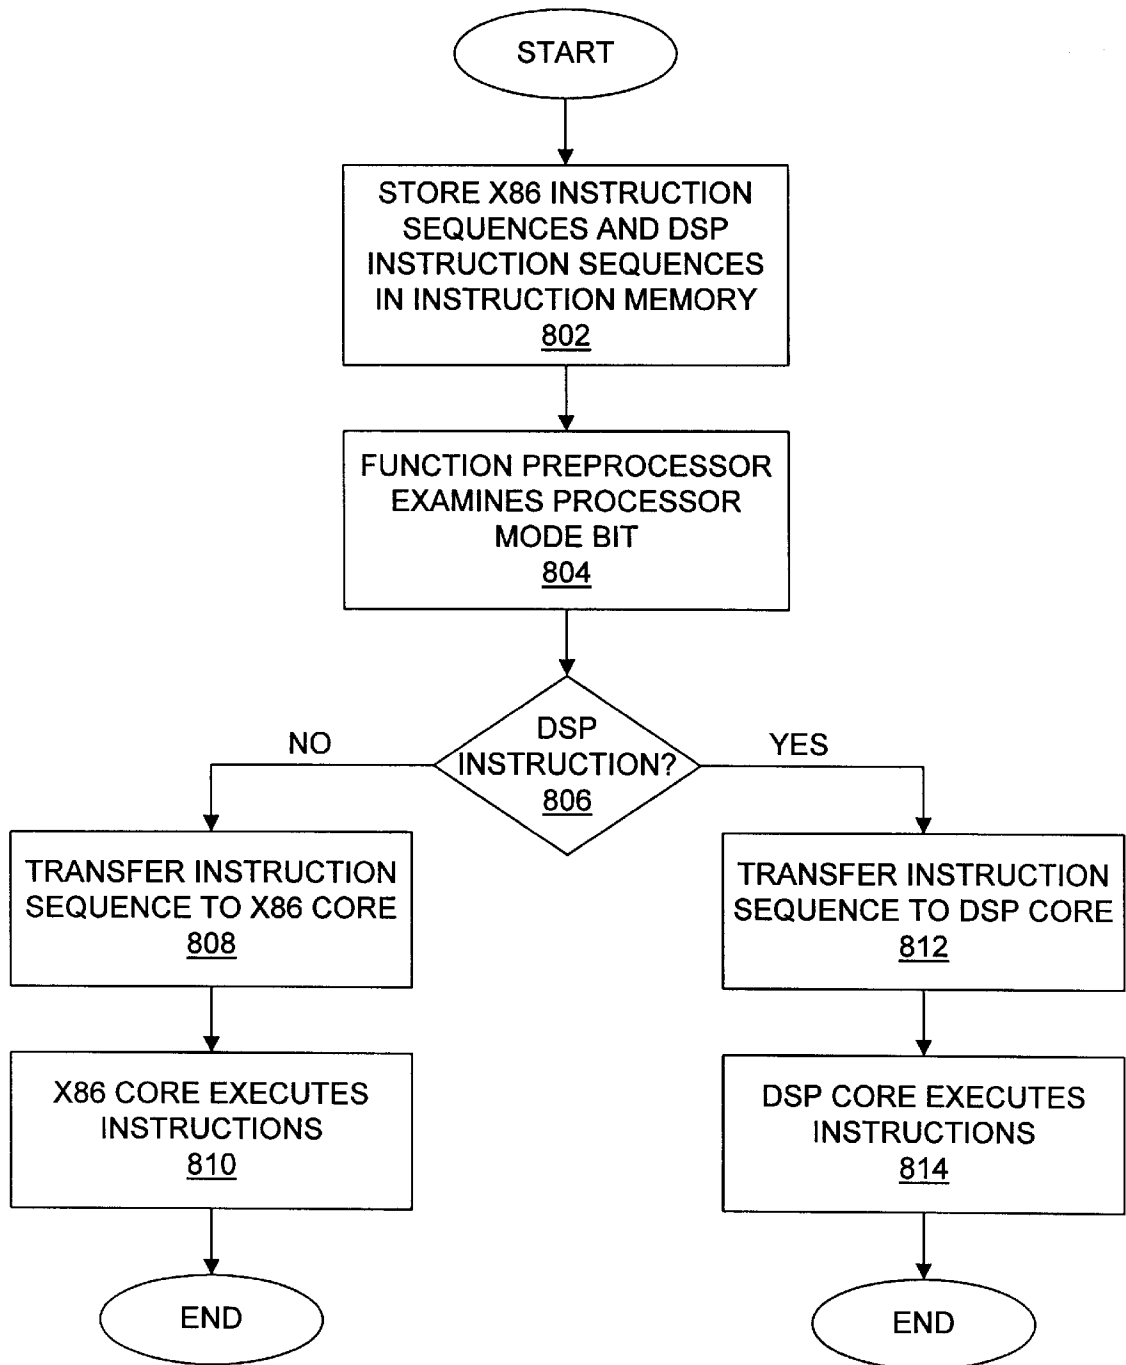 START
STORE X86 INSTRUCTION
SEQUENCES AND DSP
INSTRUCTION SEQUENCES
IN INSTRUCTION MEMORY
802
FUNCTION PREPROCESSOR
EXAMINES PROCESSOR
MODE BIT
804
DSP
INSTRUCTION?
806
NO
YES
TRANSFER INSTRUCTION
SEQUENCE TO X86 CORE
808
TRANSFER INSTRUCTION
SEQUENCE TO DSP CORE
812
X86 CORE EXECUTES
INSTRUCTIONS
810
DSP CORE EXECUTES
INSTRUCTIONS
814
END
END